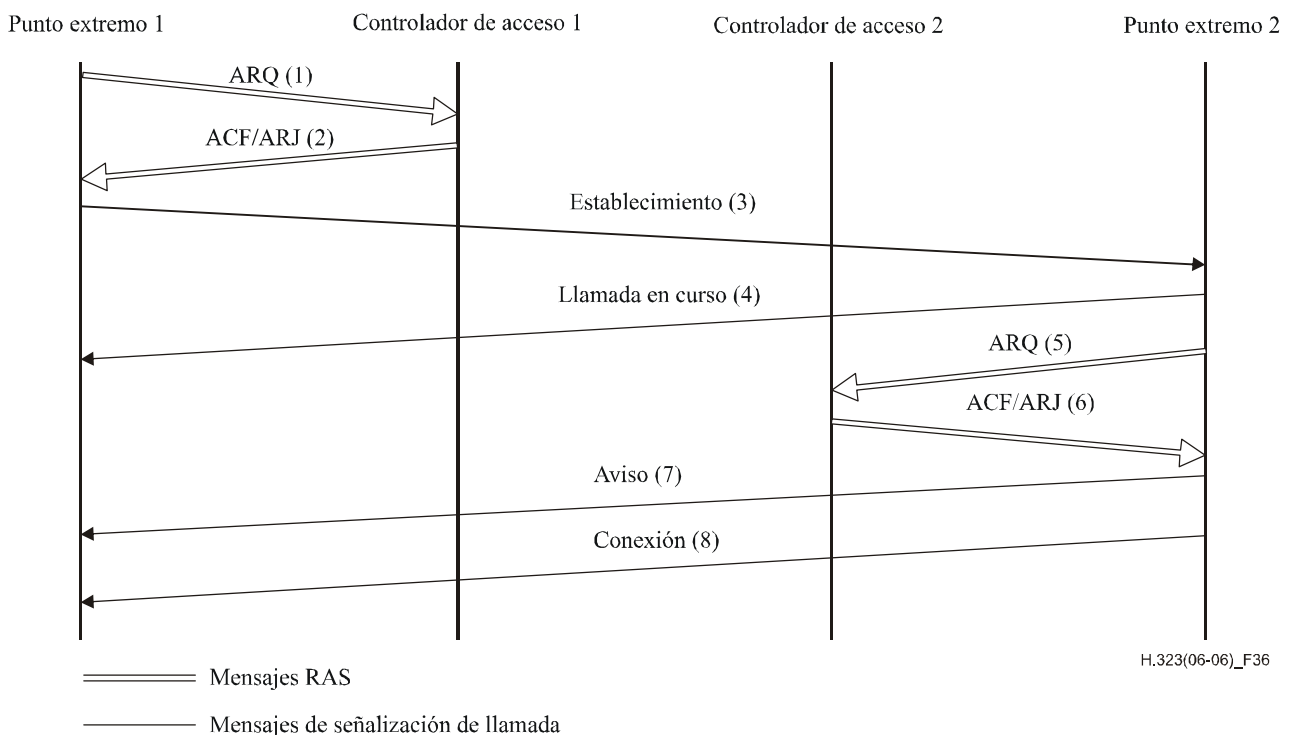 Punto extremo 1
Controlador de acceso 1
Controlador de acceso 2
Punto extremo 2
ARQ (1)
ACF/ARJ (2)
Establecimiento (3)
Llamada en curso (4)
ARQ (5)
ACF/ARJ (6)
Aviso (7)
Conexión (8)
H.323(06-06)_F36
Mensajes RAS
Mensajes de señalización de llamada